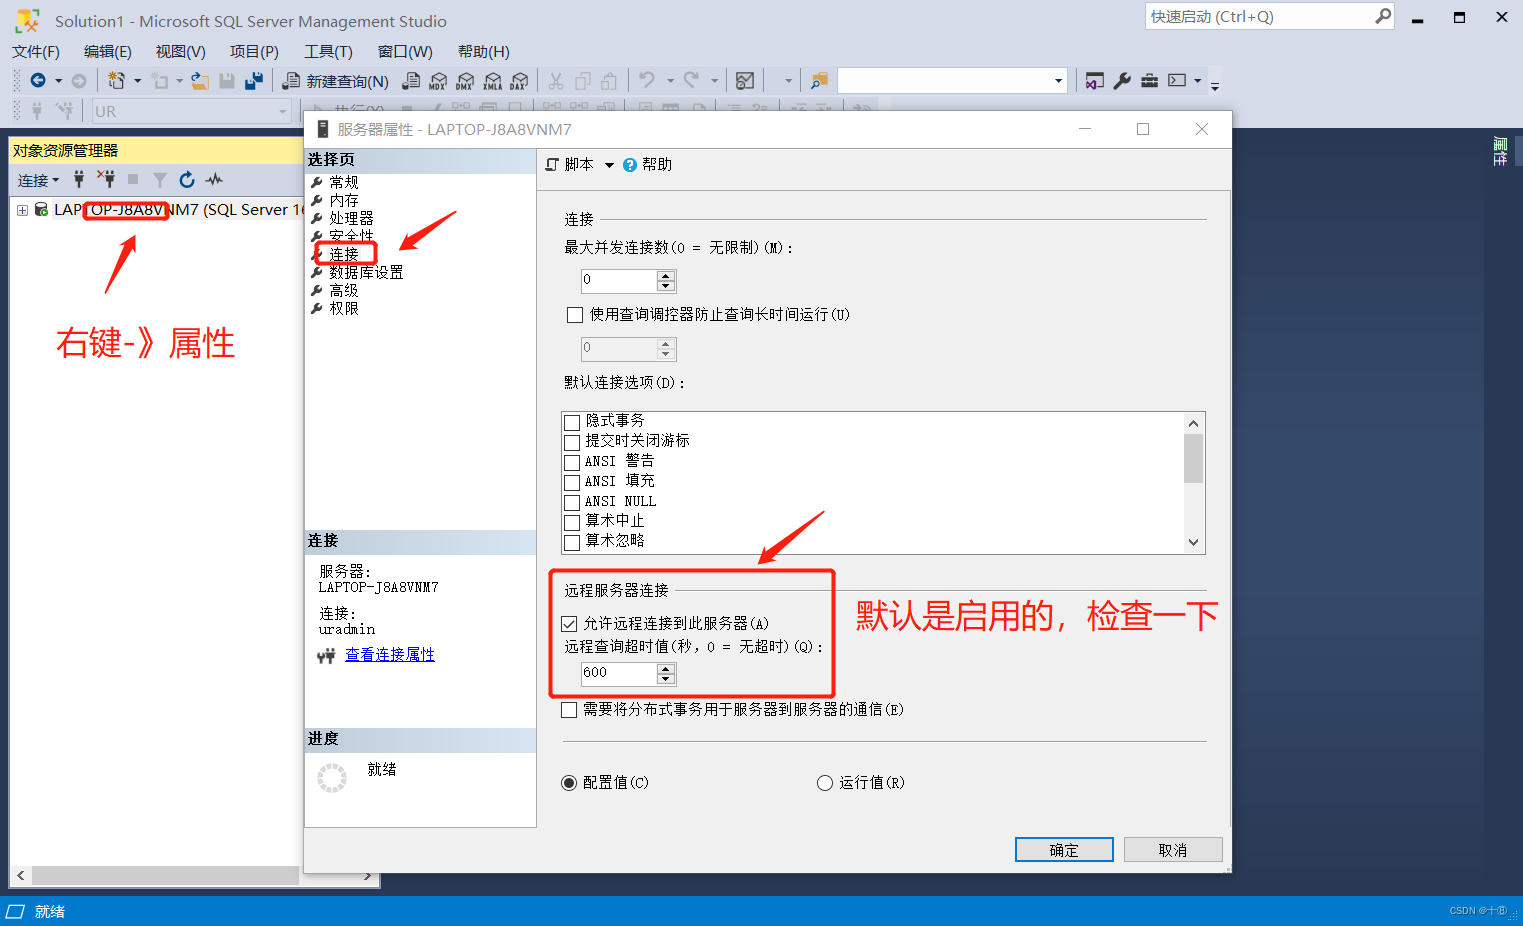 Solution1 - Microsoft SQL Server Management Studio
快速启动 (Ctrl+Q)
文件(F) 编辑(E) 视图(V) 项目(P) 工具(T) 窗口(W) 帮助(H)
新建查询(N) MDX DMX XMLA DAX
UR 执行(X)
服务器属性 - LAPTOP-J8A8VNM7
对象资源管理器
属性
连接
LAPTOP-J8A8VNM7 (SQL Server 16
右键-》属性
选择页
常规
内存
处理器
安全性
连接
数据库设置
高级
权限
连接
服务器:
LAPTOP-J8A8VNM7
连接:
uradmin
查看连接属性
进度
就绪
脚本 帮助
连接
最大并发连接数(0 = 无限制)(M):
0
使用查询调控器防止查询长时间运行(U)
0
默认连接选项(D):
隐式事务
提交时关闭游标
ANSI 警告
ANSI 填充
ANSI NULL
算术中止
算术忽略
远程服务器连接
允许远程连接到此服务器(A)
远程查询超时值(秒，0 = 无超时)(Q):
600
默认是启用的，检查一下
需要将分布式事务用于服务器到服务器的通信(E)
配置值(C) 运行值(R)
确定 取消
就绪
CSDN @十⑧